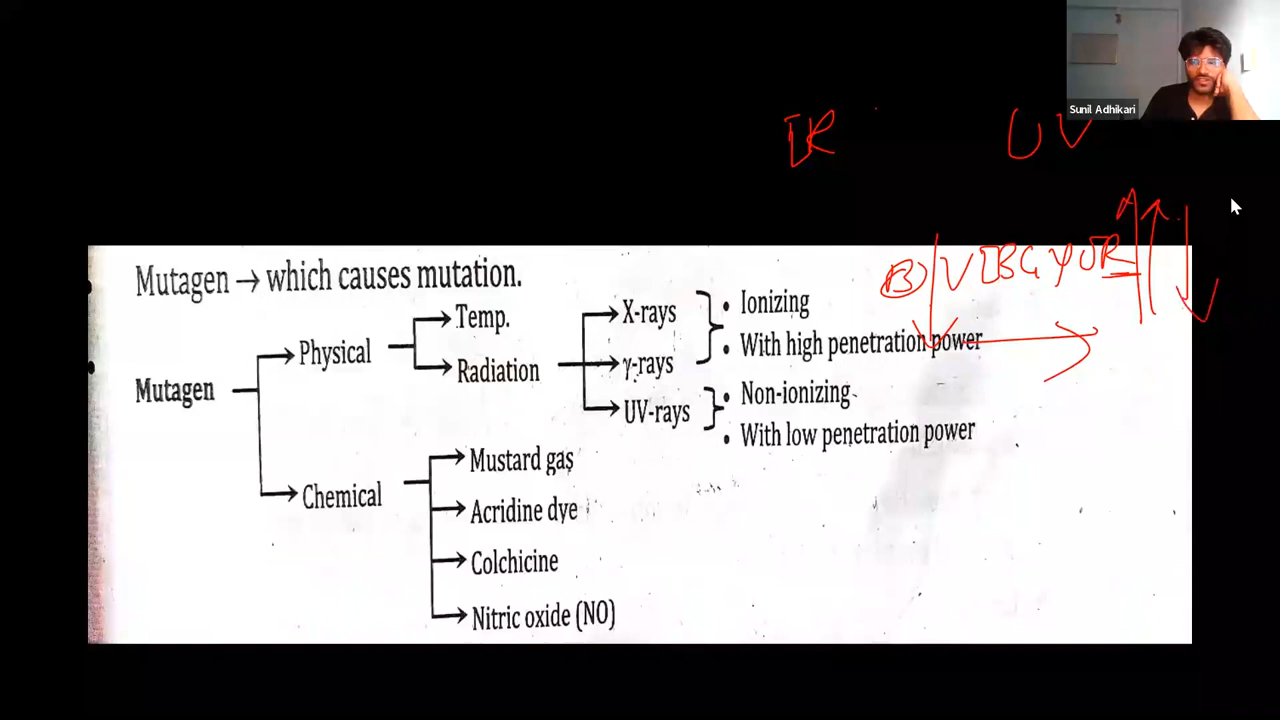 Sunil Adhikari
IR UV
B VIBGYOR
Mutagen → which causes mutation.
Mutagen
Physical
Temp.
Radiation
X-rays
γ-rays
• Ionizing
• With high penetration power
UV-rays
• Non-ionizing
• With low penetration power
Chemical
Mustard gas
Acridine dye
Colchicine
Nitric oxide (NO)